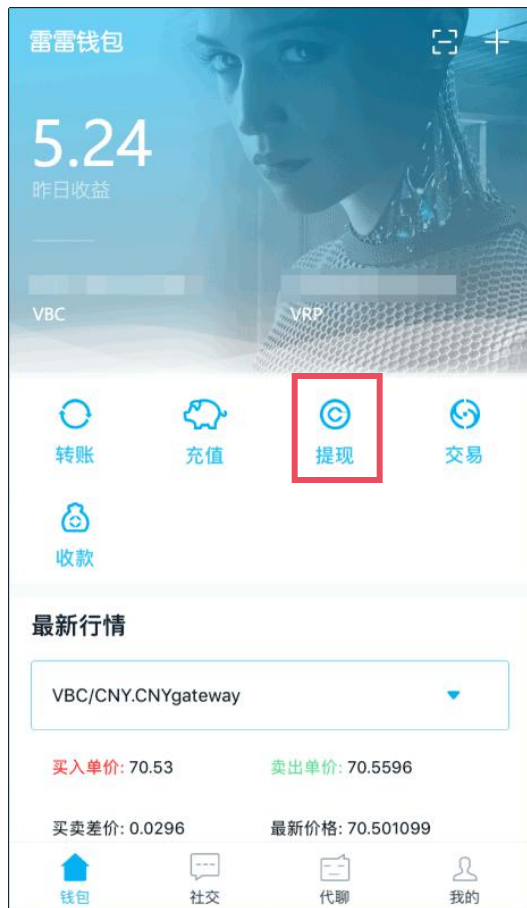 雷雷钱包
5.24
昨日收益
VBC VRP
转账 充值 提现 交易
收款
最新行情
VBC/CNY.CNYgateway
买入单价: 70.53 卖出单价: 70.5596
买卖差价: 0.0296 最新价格: 70.501099
钱包 社交 代聊 我的